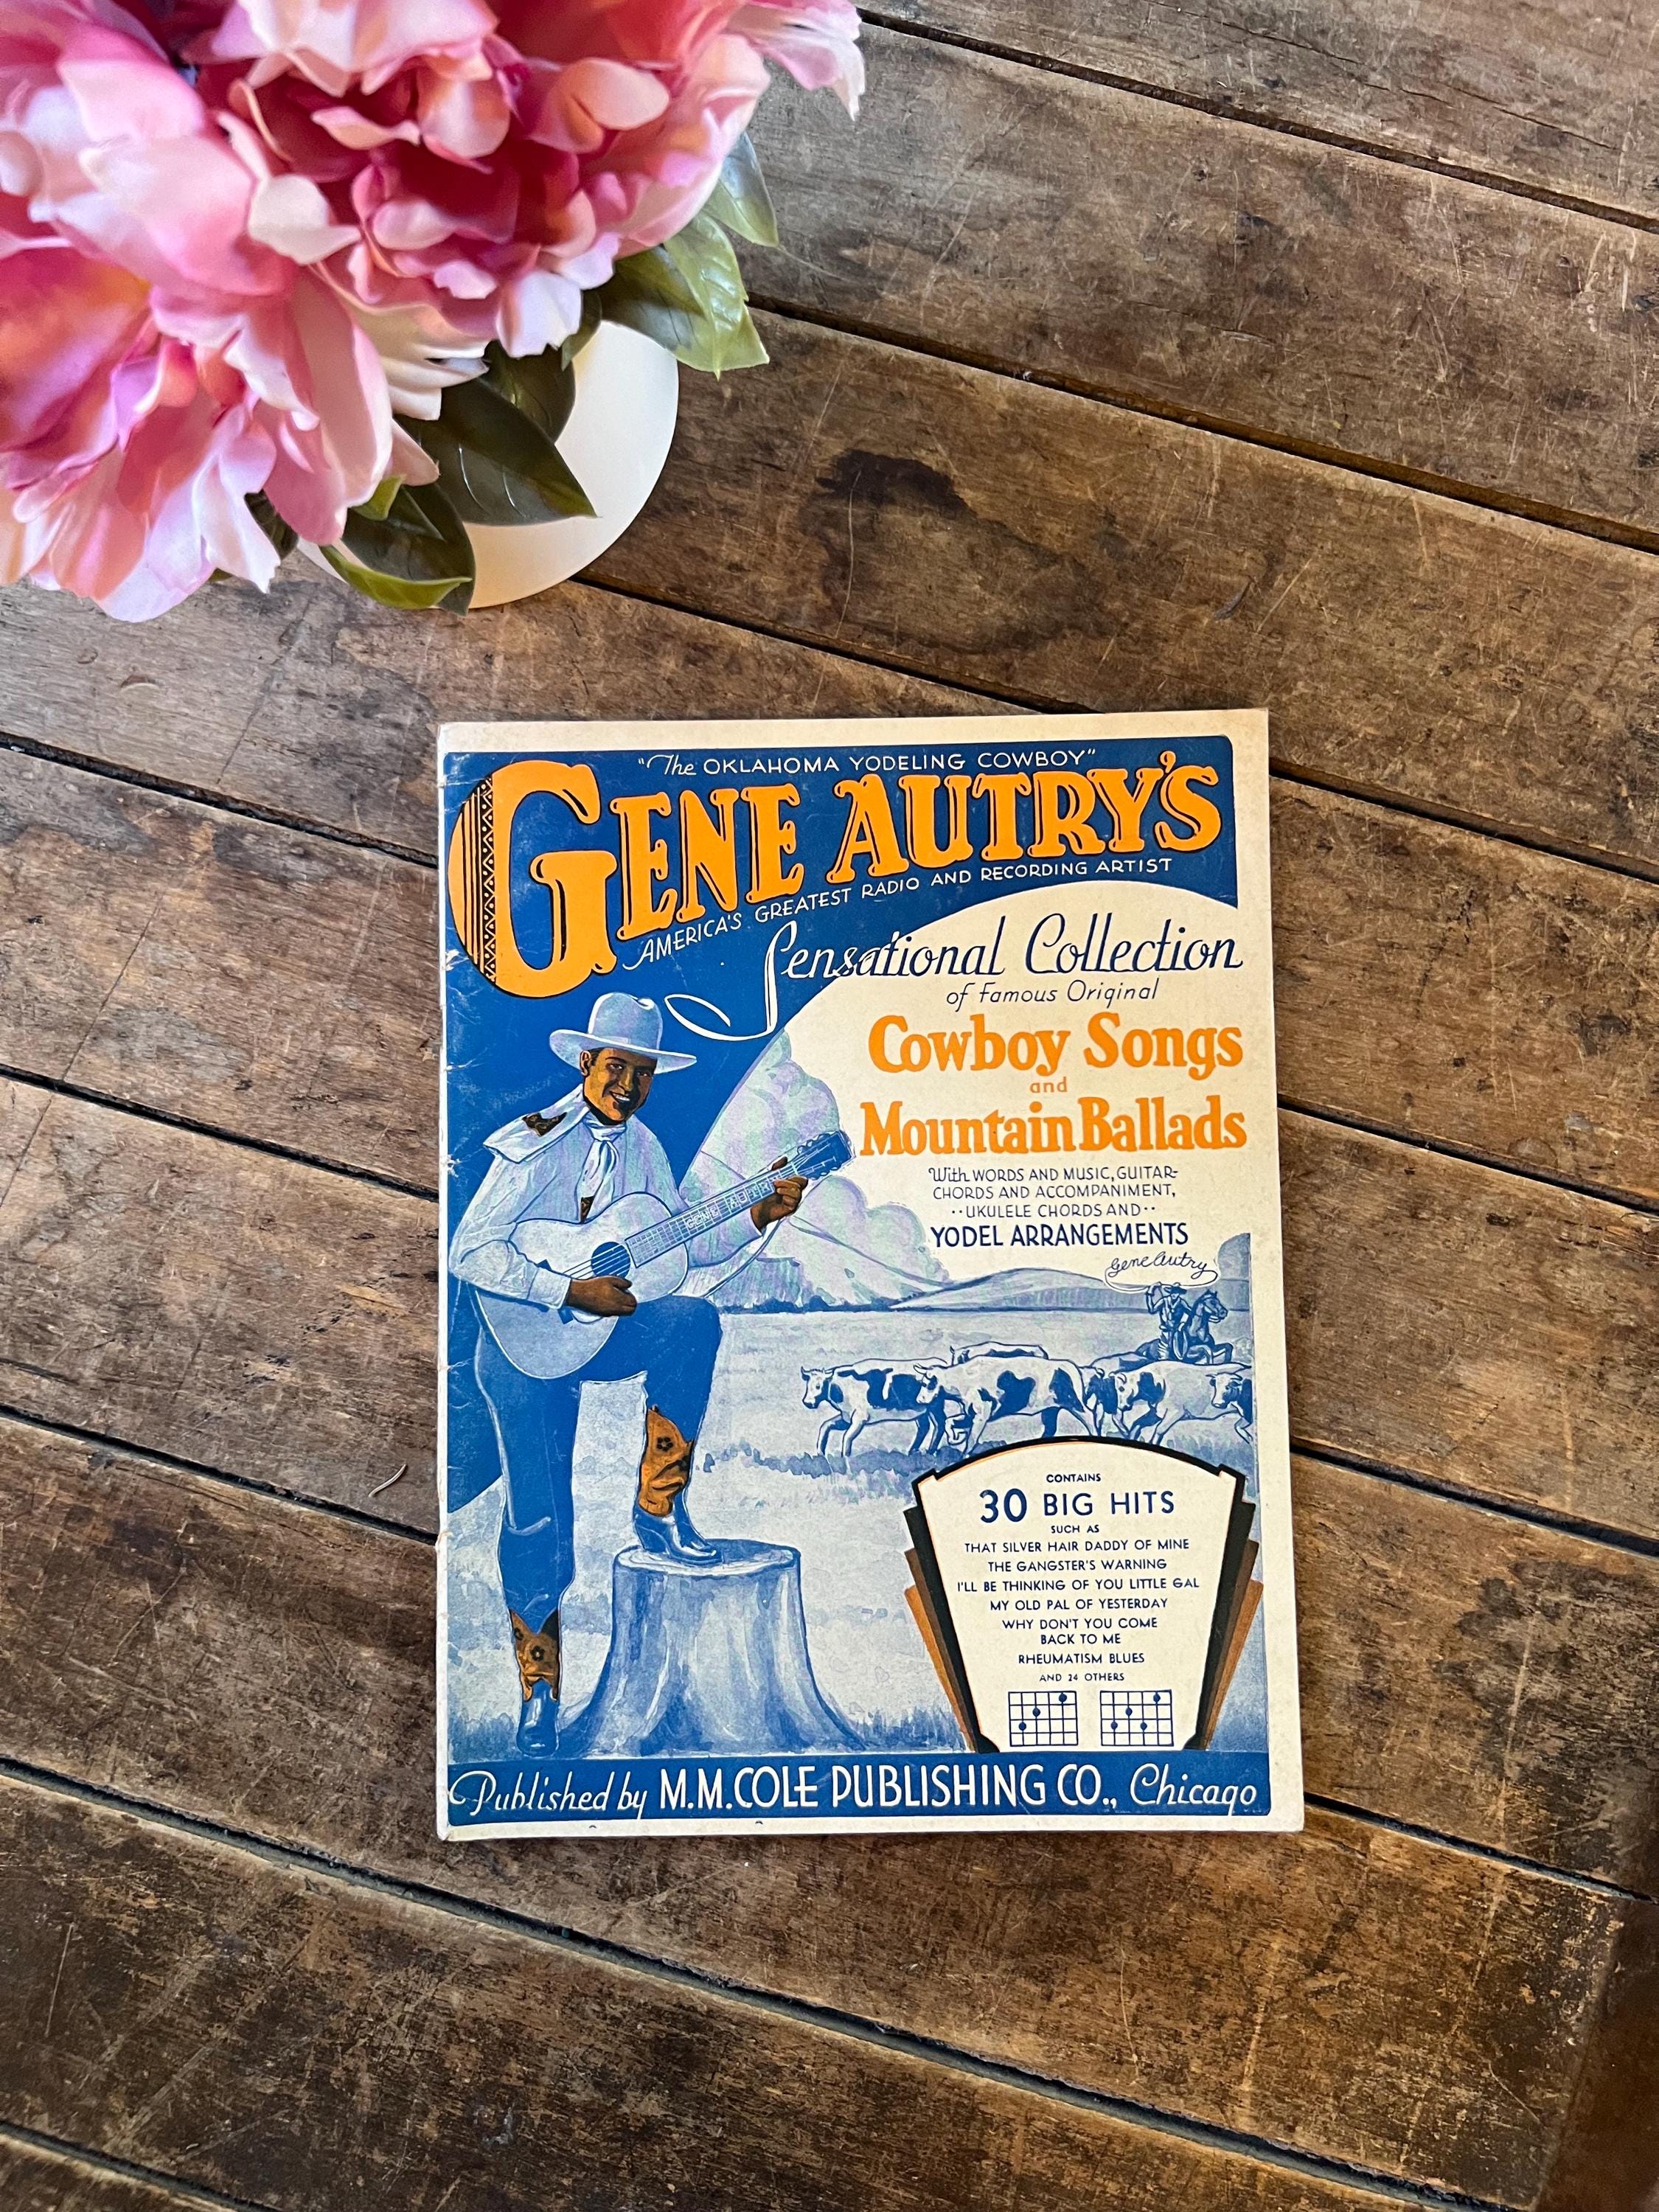 "The OKLAHOMA YODELING COWBOY"
GENE AUTRY'S
AMERICA'S GREATEST RADIO AND RECORDING ARTIST
Sensational Collection
of Famous Original
Cowboy Songs
and
Mountain Ballads
With WORDS AND MUSIC, GUITAR-
CHORDS AND ACCOMPANIMENT,
··UKULELE CHORDS AND··
YODEL ARRANGEMENTS
Gene Autry
GENE AUTRY
CONTAINS
30 BIG HITS
SUCH AS
THAT SILVER HAIR DADDY OF MINE
THE GANGSTER'S WARNING
I'LL BE THINKING OF YOU LITTLE GAL
MY OLD PAL OF YESTERDAY
WHY DON'T YOU COME
BACK TO ME
RHEUMATISM BLUES
AND 24 OTHERS
Published by M.M.COLE PUBLISHING CO., Chicago